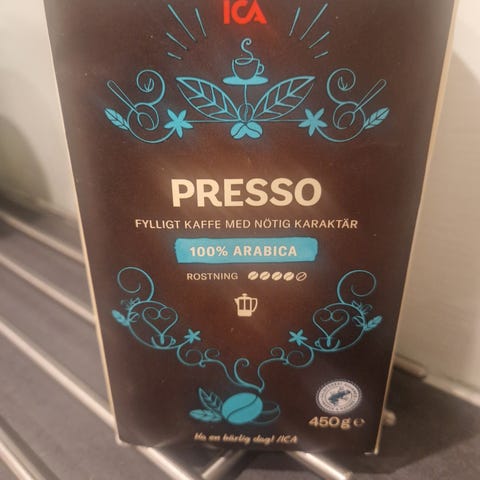 ICA
PRESSO
FYLLIGT KAFFE MED NÖTIG KARAKTÄR
100% ARABICA
ROSTNING
450g e
Ha en härlig dag! /ICA